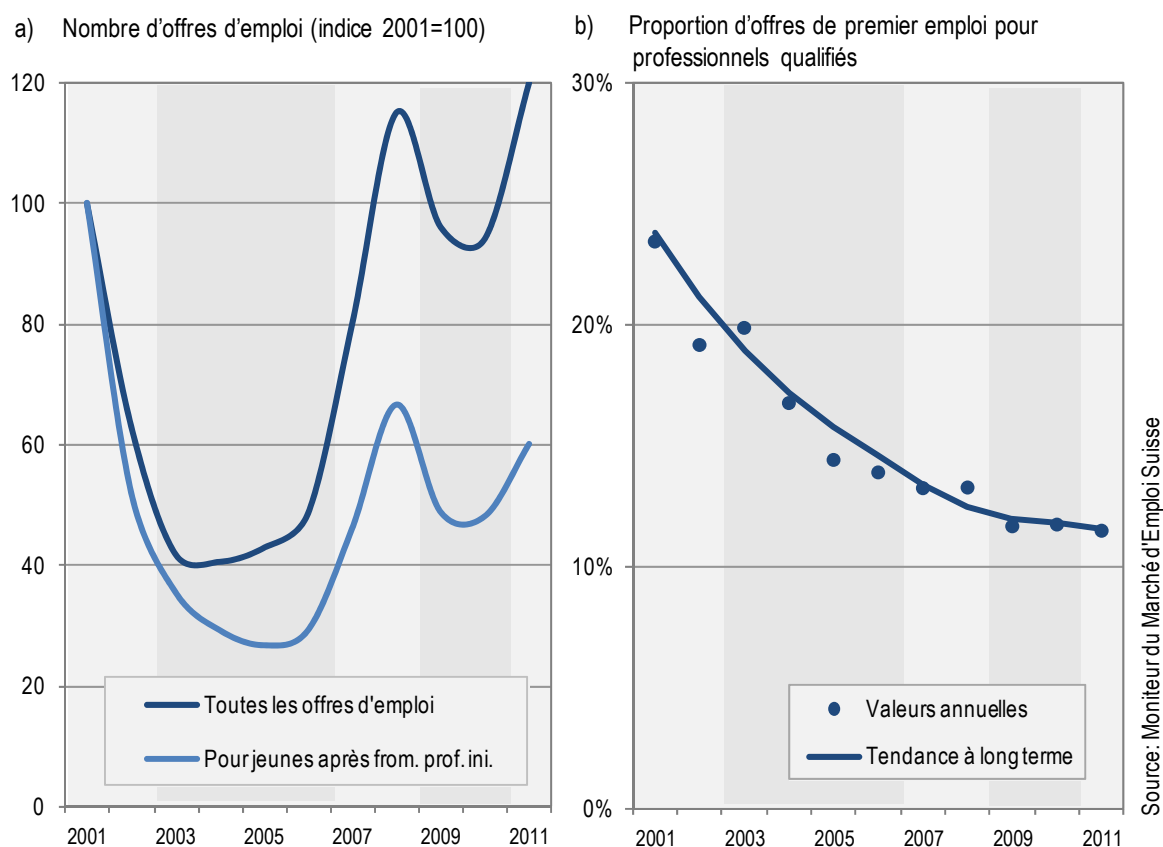 a) Nombre d'offres d'emploi (indice 2001=100)
120
100
80
60
40
20
0
Toutes les offres d'emploi
Pour jeunes après from. prof. ini.
2001 2003 2005 2007 2009 2011
b) Proportion d'offres de premier emploi pour
professionnels qualifiés
30%
20%
10%
0%
Valeurs annuelles
Tendance à long terme
2001 2003 2005 2007 2009 2011
Source: Moniteur du Marché d'Emploi Suisse